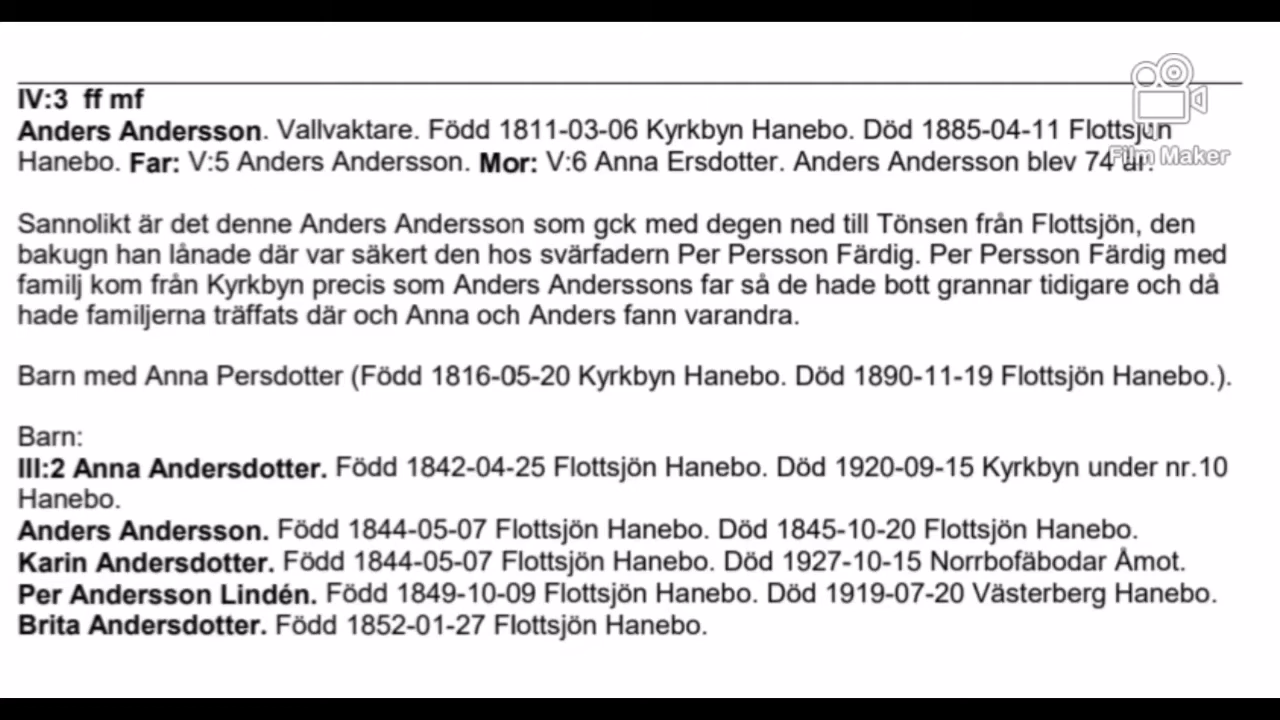 IV:3 ff mf
Anders Andersson. Vallvaktare. Född 1811-03-06 Kyrkbyn Hanebo. Död 1885-04-11 Flottsjön
Hanebo. Far: V:5 Anders Andersson. Mor: V:6 Anna Ersdotter. Anders Andersson blev 74 år.
Film Maker
Sannolikt är det denne Anders Andersson som gck med degen ned till Tönsen från Flottsjön, den
bakugn han lånade där var säkert den hos svärfadern Per Persson Färdig. Per Persson Färdig med
familj kom från Kyrkbyn precis som Anders Anderssons far så de hade bott grannar tidigare och då
hade familjerna träffats där och Anna och Anders fann varandra.
Barn med Anna Persdotter (Född 1816-05-20 Kyrkbyn Hanebo. Död 1890-11-19 Flottsjön Hanebo.).
Barn:
III:2 Anna Andersdotter. Född 1842-04-25 Flottsjön Hanebo. Död 1920-09-15 Kyrkbyn under nr.10
Hanebo.
Anders Andersson. Född 1844-05-07 Flottsjön Hanebo. Död 1845-10-20 Flottsjön Hanebo.
Karin Andersdotter. Född 1844-05-07 Flottsjön Hanebo. Död 1927-10-15 Norrbofäbodar Åmot.
Per Andersson Lindén. Född 1849-10-09 Flottsjön Hanebo. Död 1919-07-20 Västerberg Hanebo.
Brita Andersdotter. Född 1852-01-27 Flottsjön Hanebo.